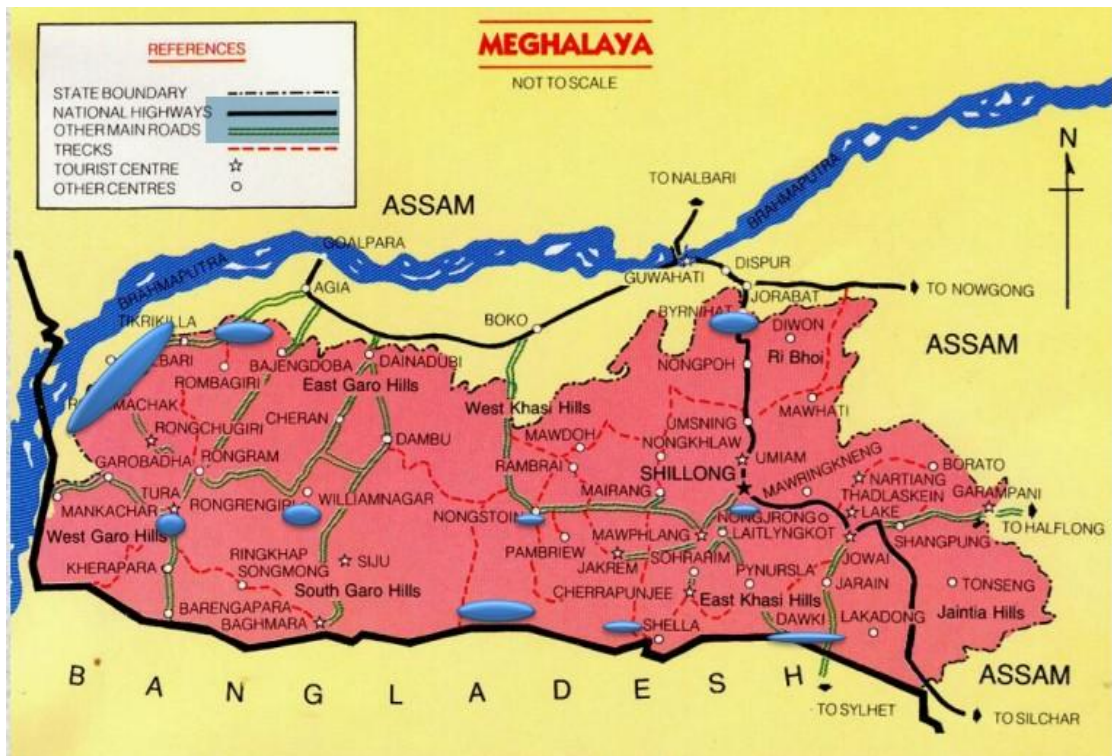 MEGHALAYA
NOT TO SCALE
REFERENCES
STATE BOUNDARY
NATIONAL HIGHWAYS
OTHER MAIN ROADS
TRECKS
TOURIST CENTRE
OTHER CENTRES
N
TO NALBARI
BRAHMAPUTRA
ASSAM
GOALPARA
GUWAHATI
DISPUR
BRAHMAPUTRA
AGIA
JORABAT
TO NOWGONG
TIKRIKILLA
BOKO
BYRNIHAT
DIWON
ASSAM
BAJENGDOBA
DAINADUBI
Ri Bhoi
ROMBAGIRI
East Garo Hills
NONGPOH
CHERAN
West Khasi Hills
MAWHATI
RONGCHUGIRI
DAMBU
MAWDOH
UMSNING
NONGKHLAW
GAROBADHA
RONGRAM
RAMBRAI
SHILLONG
UMIAM
BORATO
MAWRINGKNENG
NARTIANG
TURA
RONGRENGIRI
WILLIAMNAGAR
MAIRANG
THADLASKEIN
LAKE
GARAMPANI
MANKACHAR
NONGSTOIN
NONGJRONG
TO HALFLONG
West Garo Hills
MAWPHLANG
LAITLYNGKOT
SHANGPUNG
RINGKHAP
PAMBRIEW
SOHRARIM
JOWAI
KHERAPARA
SONGMONG
SIJU
JAKREM
PYNURSLA
JARAIN
TONSENG
South Garo Hills
CHERRAPUNJEE
East Khasi Hills
BARENGAPARA
BAGHMARA
SHELLA
DAWKI
LAKADONG
Jaintia Hills
BANGLADESH
ASSAM
TO SYLHET
TO SILCHAR